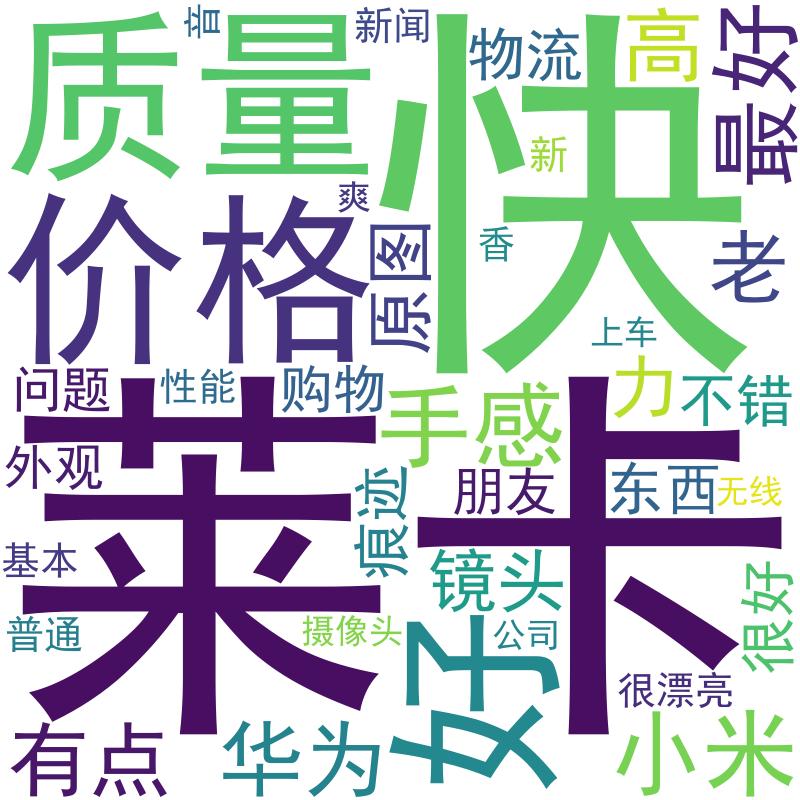 质量
音
新闻
快
物流
高
最好
新
价格
爽
原图
香
老
上车
问题
性能
购物
手感
力
不错
莱卡
外观
痕迹
朋友
东西
无线
基本
镜头
很好
普通
摄像头
好
公司
很漂亮
有点
华为
小米